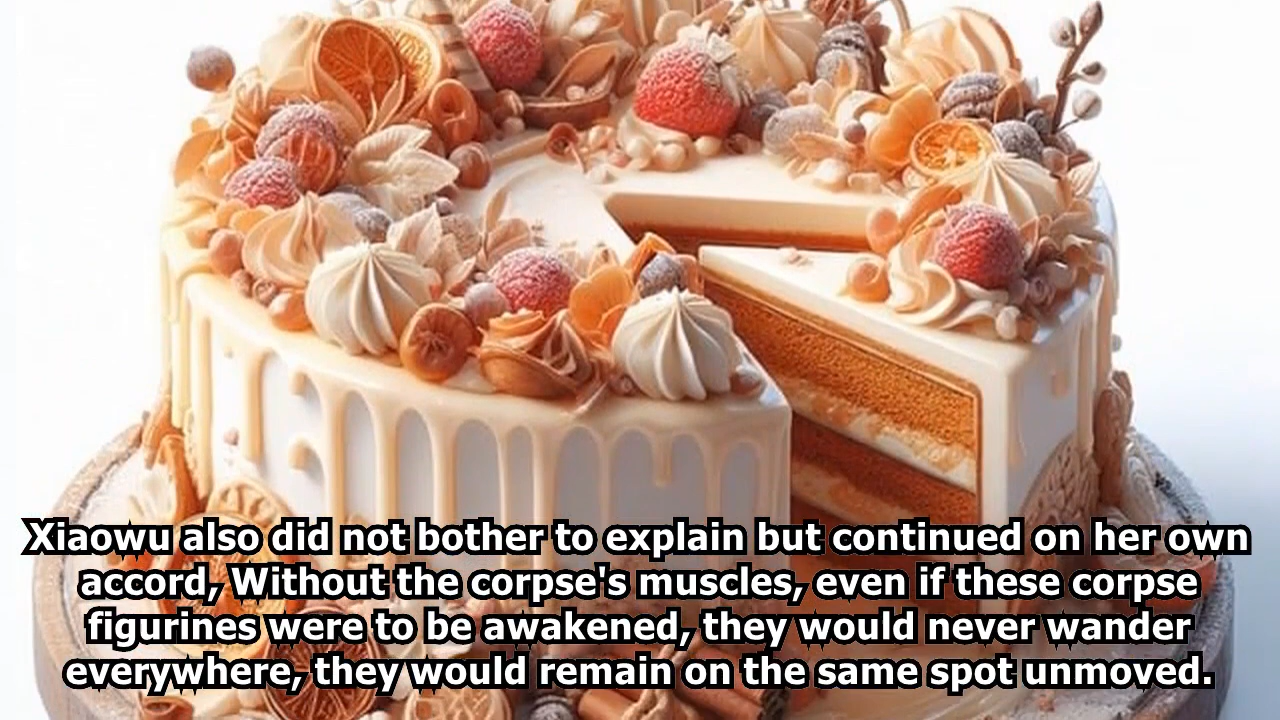 Xiaowu also did not bother to explain but continued on her own
accord, Without the corpse's muscles, even if these corpse
figurines were to be awakened, they would never wander
everywhere, they would remain on the same spot unmoved.